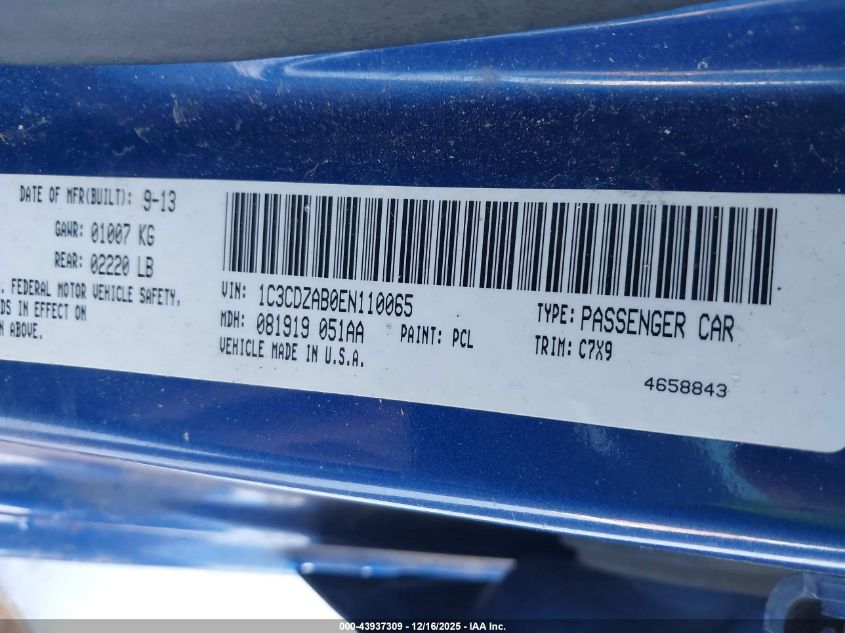 DATE OF MFR(BUILT): 9-13
GAWR: 01007 KG
REAR: 02220 LB
. FEDERAL MOTOR VEHICLE SAFETY,
DS IN EFFECT ON
N ABOVE.
VIN: 1C3CDZAB0EN110065
TYPE: PASSENGER CAR
MDH: 081919 051AA
PAINT: PCL
TRIM: C7X9
VEHICLE MADE IN U.S.A.
4658843
000-43937309 - 12/16/2025 - IAA Inc.